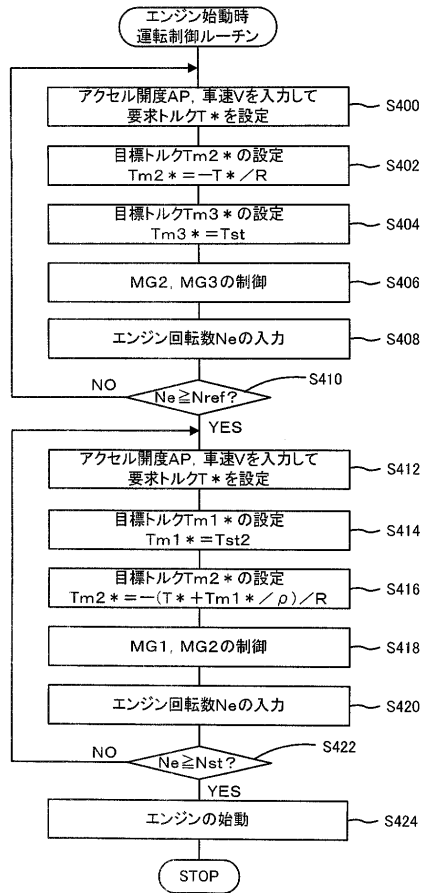 エンジン始動時
運転制御ルーチン
アクセル開度AP，車速Vを入力して
要求トルクT＊を設定
S400
目標トルクTm2＊の設定
Tm2＊＝－T＊／R
S402
目標トルクTm3＊の設定
Tm3＊＝Tst
S404
MG2，MG3の制御
S406
エンジン回転数Neの入力
S408
NO
Ne≧Nref？
S410
YES
アクセル開度AP，車速Vを入力して
要求トルクT＊を設定
S412
目標トルクTm1＊の設定
Tm1＊＝Tst2
S414
目標トルクTm2＊の設定
Tm2＊＝－（T＊＋Tm1＊／ρ）／R
S416
MG1，MG2の制御
S418
エンジン回転数Neの入力
S420
NO
Ne≧Nst？
S422
YES
エンジンの始動
S424
STOP